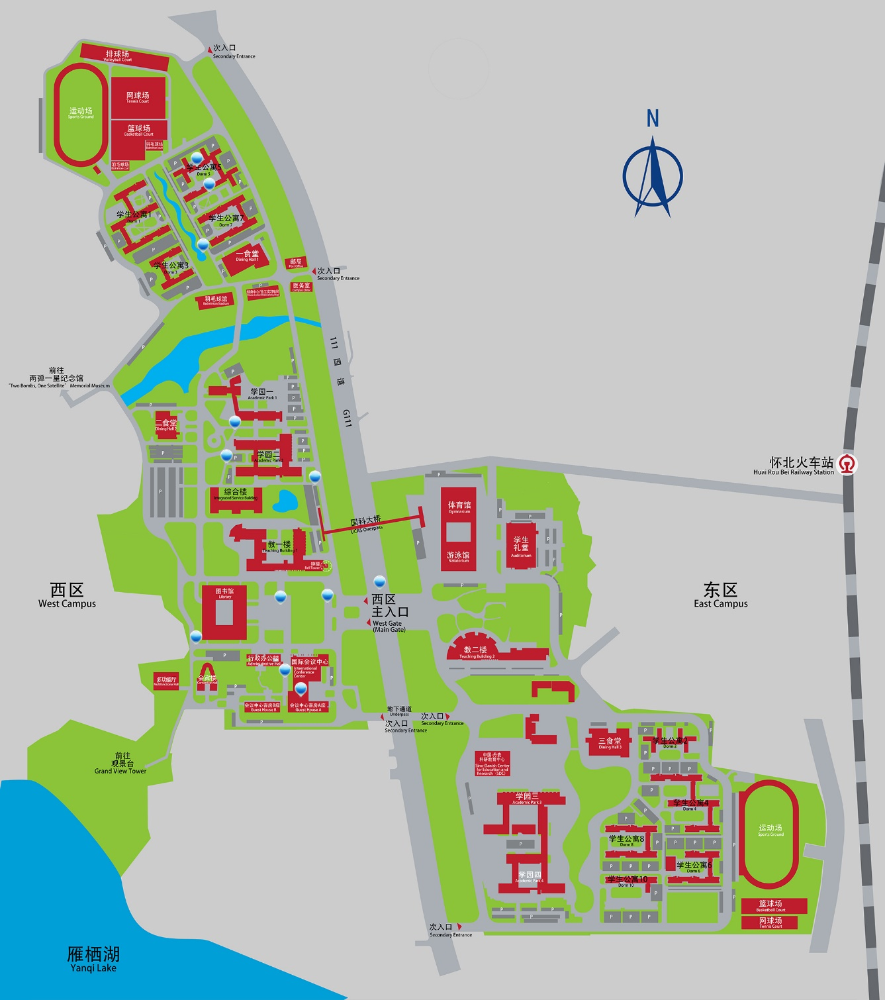 次入口
Secondary Entrance
排球场
Volleyball Court
网球场
Tennis Court
运动场
Sports Ground
篮球场
Basketball Court
羽毛球场
Badminton court
羽毛球场
Badminton court
N
学生公寓5
Dorm 5
学生公寓1
Dorm 1
学生公寓7
Dorm 7
一食堂
Dining Hall 1
学生公寓3
Dorm 3
邮局
Post Office
次入口
Secondary Entrance
医务室
Campus Clinic
羽毛球馆
Badminton Stadium
111 国道
G111
前往
两弹一星纪念馆
"Two Bombs, One Satellite" Memorial Museum
学园一
Academic Park 1
二食堂
Dining Hall 2
学园二
Academic Park 2
综合楼
Integrated Service Building
怀北火车站
Huai Rou Bei Railway Station
体育馆
Gymnasium
游泳馆
Natatorium
国科大桥
UCAS Overpass
学生
礼堂
Auditorium
教一楼
Teaching Building 1
钟楼
Bell Tower
西区
West Campus
图书馆
Library
西区
主入口
West Gate
(Main Gate)
东区
East Campus
教二楼
Teaching Building 2
行政办公楼
Administrative Hall
国际会议中心
International
Conference
Center
多功能厅
Multifunctional Hall
会宾楼
Convention Hall
会议中心客房B座
Guest House B
会议中心客房A座
Guest House A
地下通道
Underpass
次入口
Secondary Entrance
次入口
Secondary Entrance
三食堂
Dining Hall 3
学生公寓2
Dorm 2
前往
观景台
Grand View Tower
中国-丹麦
科研教育中心
Sino-Danish Center
for Education and
Research (SDC)
学园三
Academic Park 3
学生公寓4
Dorm 4
学生公寓8
Dorm 8
运动场
Sports Ground
学生公寓6
Dorm 6
学园四
Academic Park 4
学生公寓10
Dorm 10
篮球场
Basketball Court
网球场
Tennis Court
次入口
Secondary Entrance
雁栖湖
Yanqi Lake